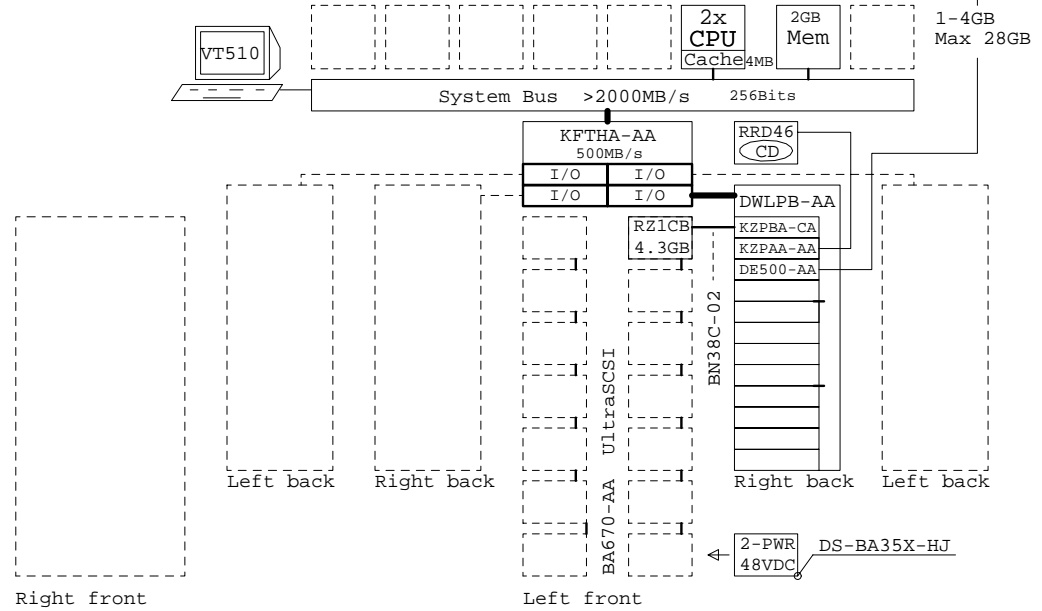 1-4GB
Max 28GB
2x
CPU
Cache
4MB
2GB
Mem
VT510
System Bus >2000MB/s 256Bits
KFTHA-AA
500MB/s
I/O I/O
I/O I/O
RRD46
CD
DWLPB-AA
KZPBA-CA
KZPAA-AA
DE500-AA
RZ1CB
4.3GB
BN38C-02
BA670-AA UltraSCSI
Left back
Right back
Right back
Left back
2-PWR
48VDC
DS-BA35X-HJ
Right front
Left front